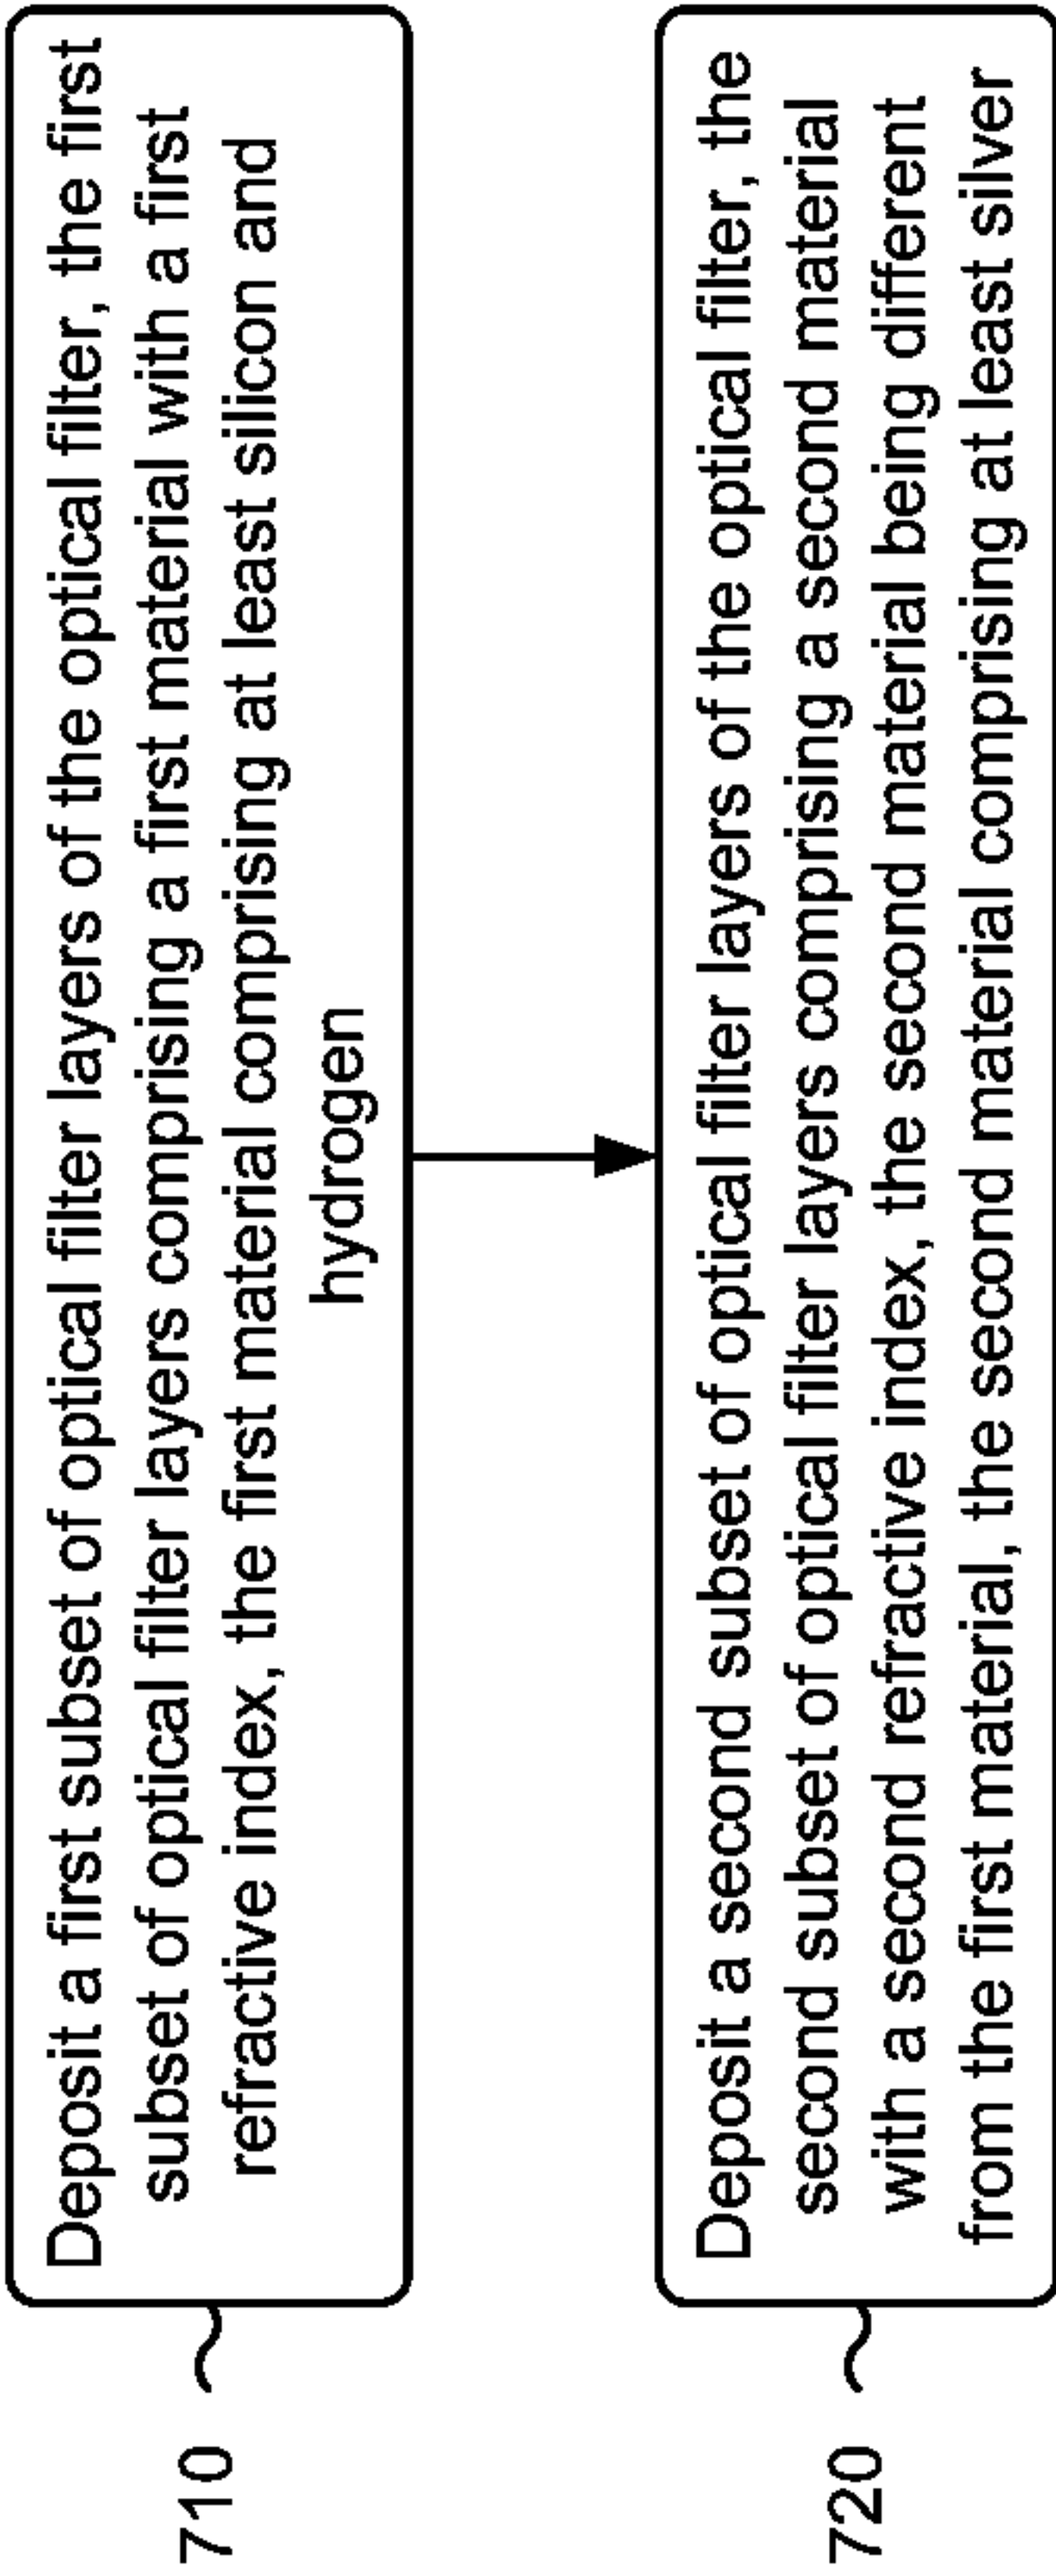 710
Deposit a first subset of optical filter layers of the optical filter, the first
subset of optical filter layers comprising a first material with a first
refractive index, the first material comprising at least silicon and
hydrogen
720
Deposit a second subset of optical filter layers of the optical filter, the
second subset of optical filter layers comprising a second material
with a second refractive index, the second material being different
from the first material, the second material comprising at least silver